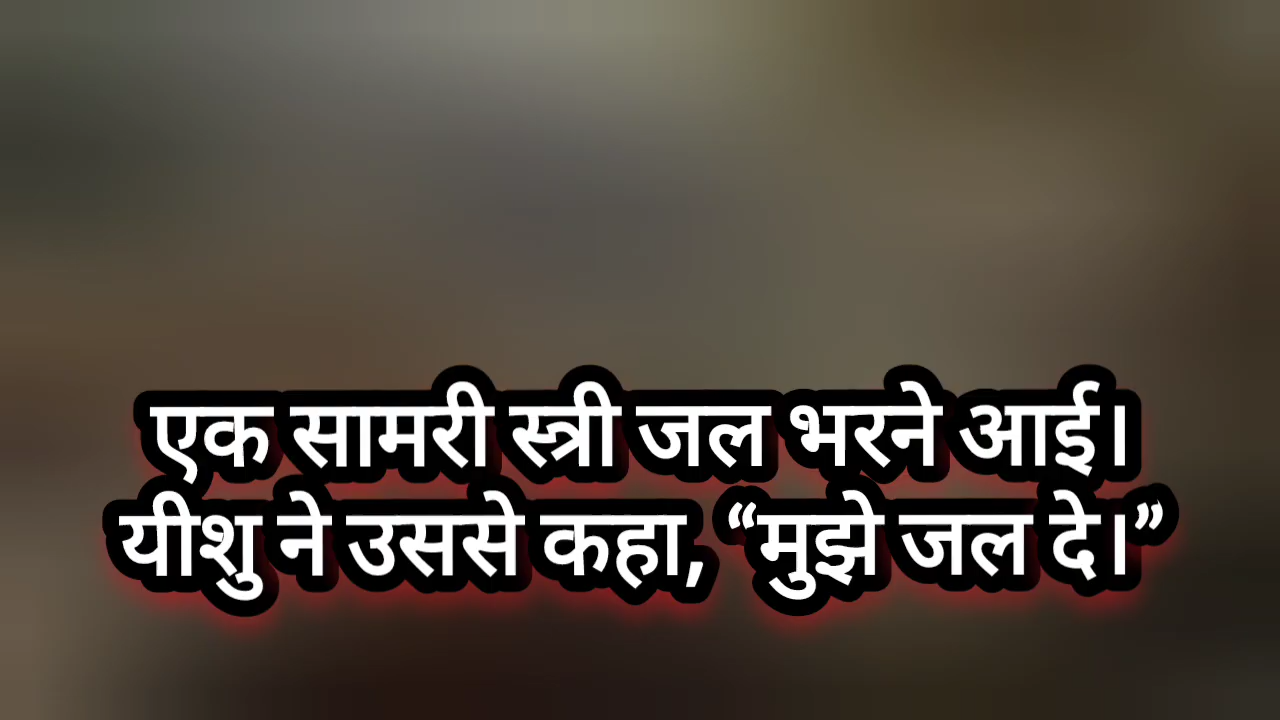 एक सामरी स्त्री जल भरने आई।
यीशु ने उससे कहा, “मुझे जल दे।”